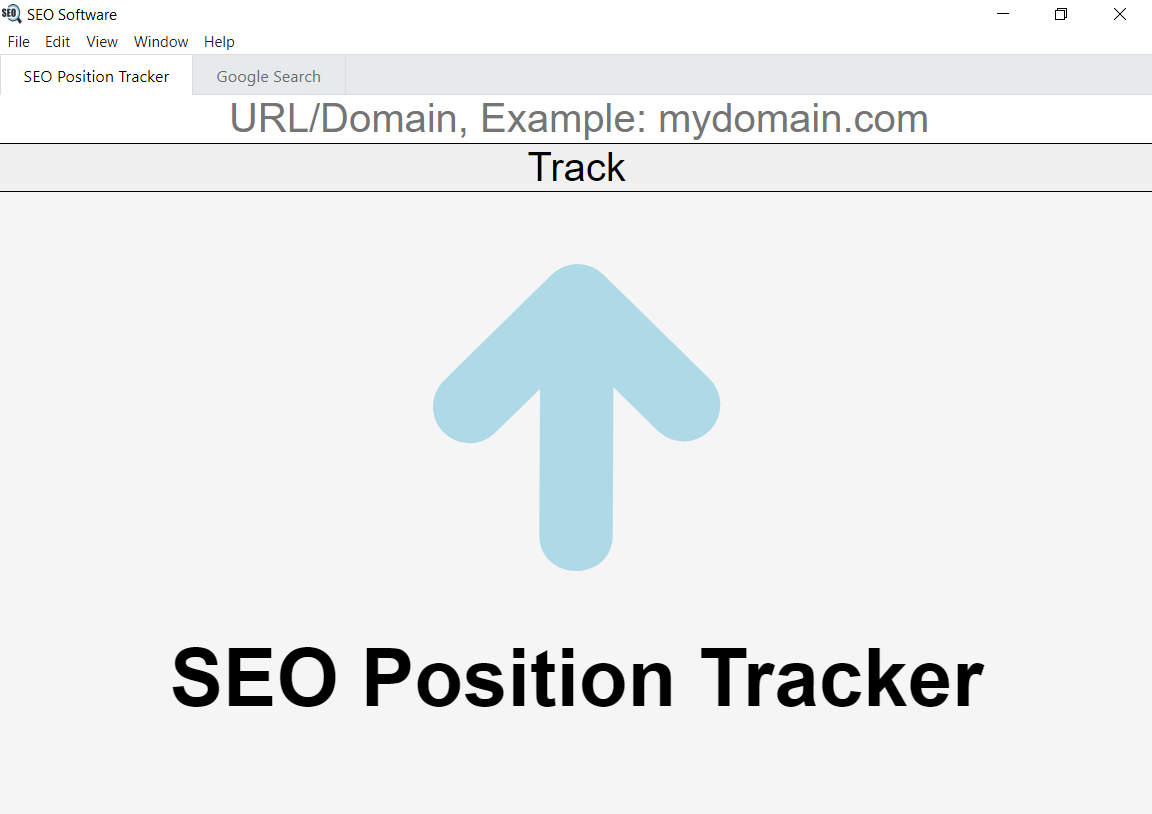 SEO SEO Software
File Edit View Window Help
SEO Position Tracker Google Search
URL/Domain, Example: mydomain.com
Track
SEO Position Tracker